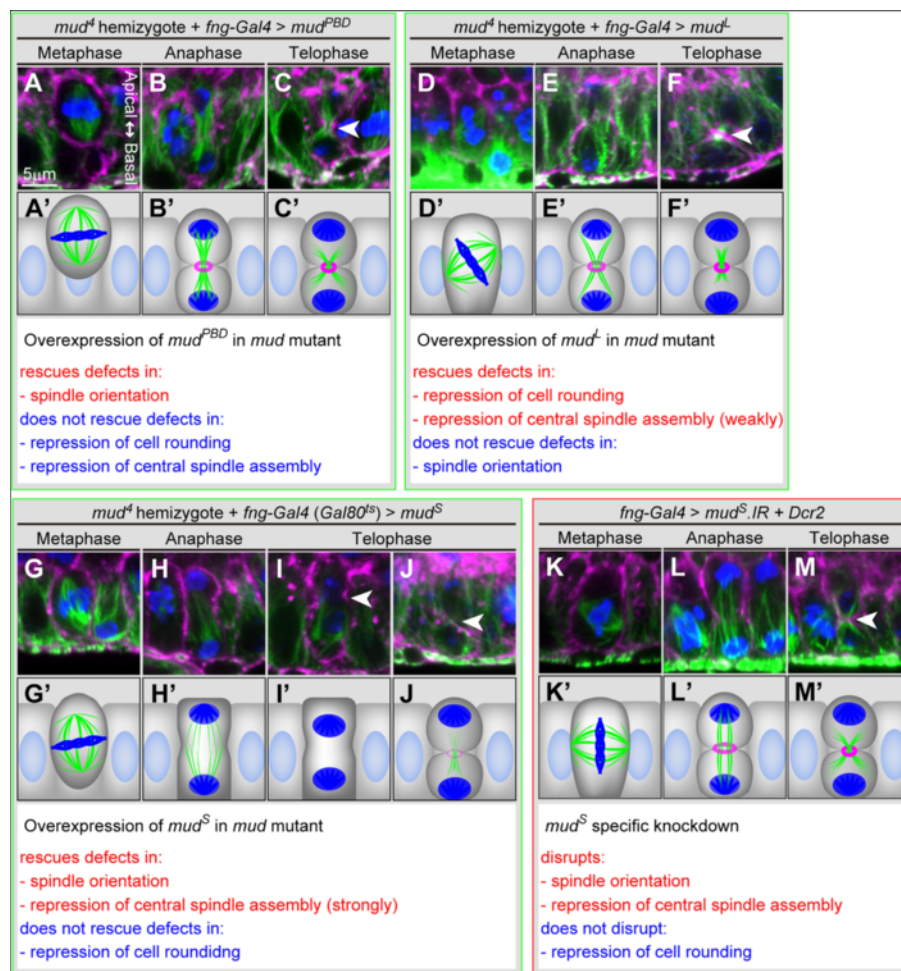 mud⁴ hemizygote + fng-Gal4 > mudᴾᴮᴰ
Metaphase Anaphase Telophase
A B C
Apical ↔ Basal
5µm
A' B' C'
Overexpression of mudᴾᴮᴰ in mud mutant
rescues defects in:
- spindle orientation
does not rescue defects in:
- repression of cell rounding
- repression of central spindle assembly
mud⁴ hemizygote + fng-Gal4 > mudᴸ
Metaphase Anaphase Telophase
D E F
D' E' F'
Overexpression of mudᴸ in mud mutant
rescues defects in:
- repression of cell rounding
- repression of central spindle assembly (weakly)
does not rescue defects in:
- spindle orientation
mud⁴ hemizygote + fng-Gal4 (Gal80ᵗˢ) > mudˢ
Metaphase Anaphase Telophase
G H I J
G' H' I' J
Overexpression of mudˢ in mud mutant
rescues defects in:
- spindle orientation
- repression of central spindle assembly (strongly)
does not rescue defects in:
- repression of cell roundidng
fng-Gal4 > mudˢ.IR + Dcr2
Metaphase Anaphase Telophase
K L M
K' L' M'
mudˢ specific knockdown
disrupts:
- spindle orientation
- repression of central spindle assembly
does not disrupt:
- repression of cell rounding